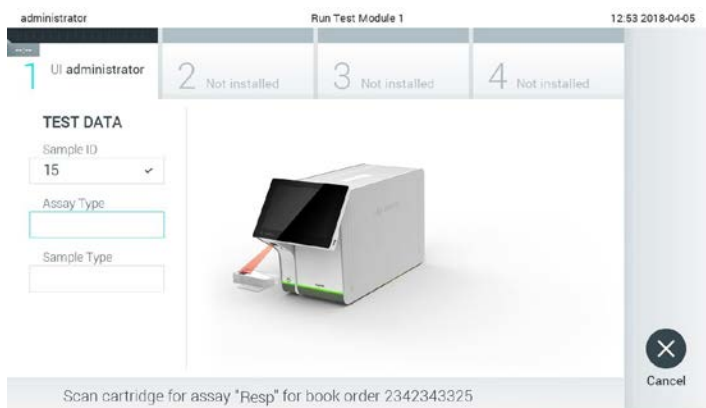 administrator Run Test Module 1 12:53 2018-04-05
--:--
1 UI administrator 2 Not installed 3 Not installed 4 Not installed
TEST DATA
Sample ID
15
Assay Type
Sample Type
Cancel
Scan cartridge for assay "Resp" for book order 2342343325